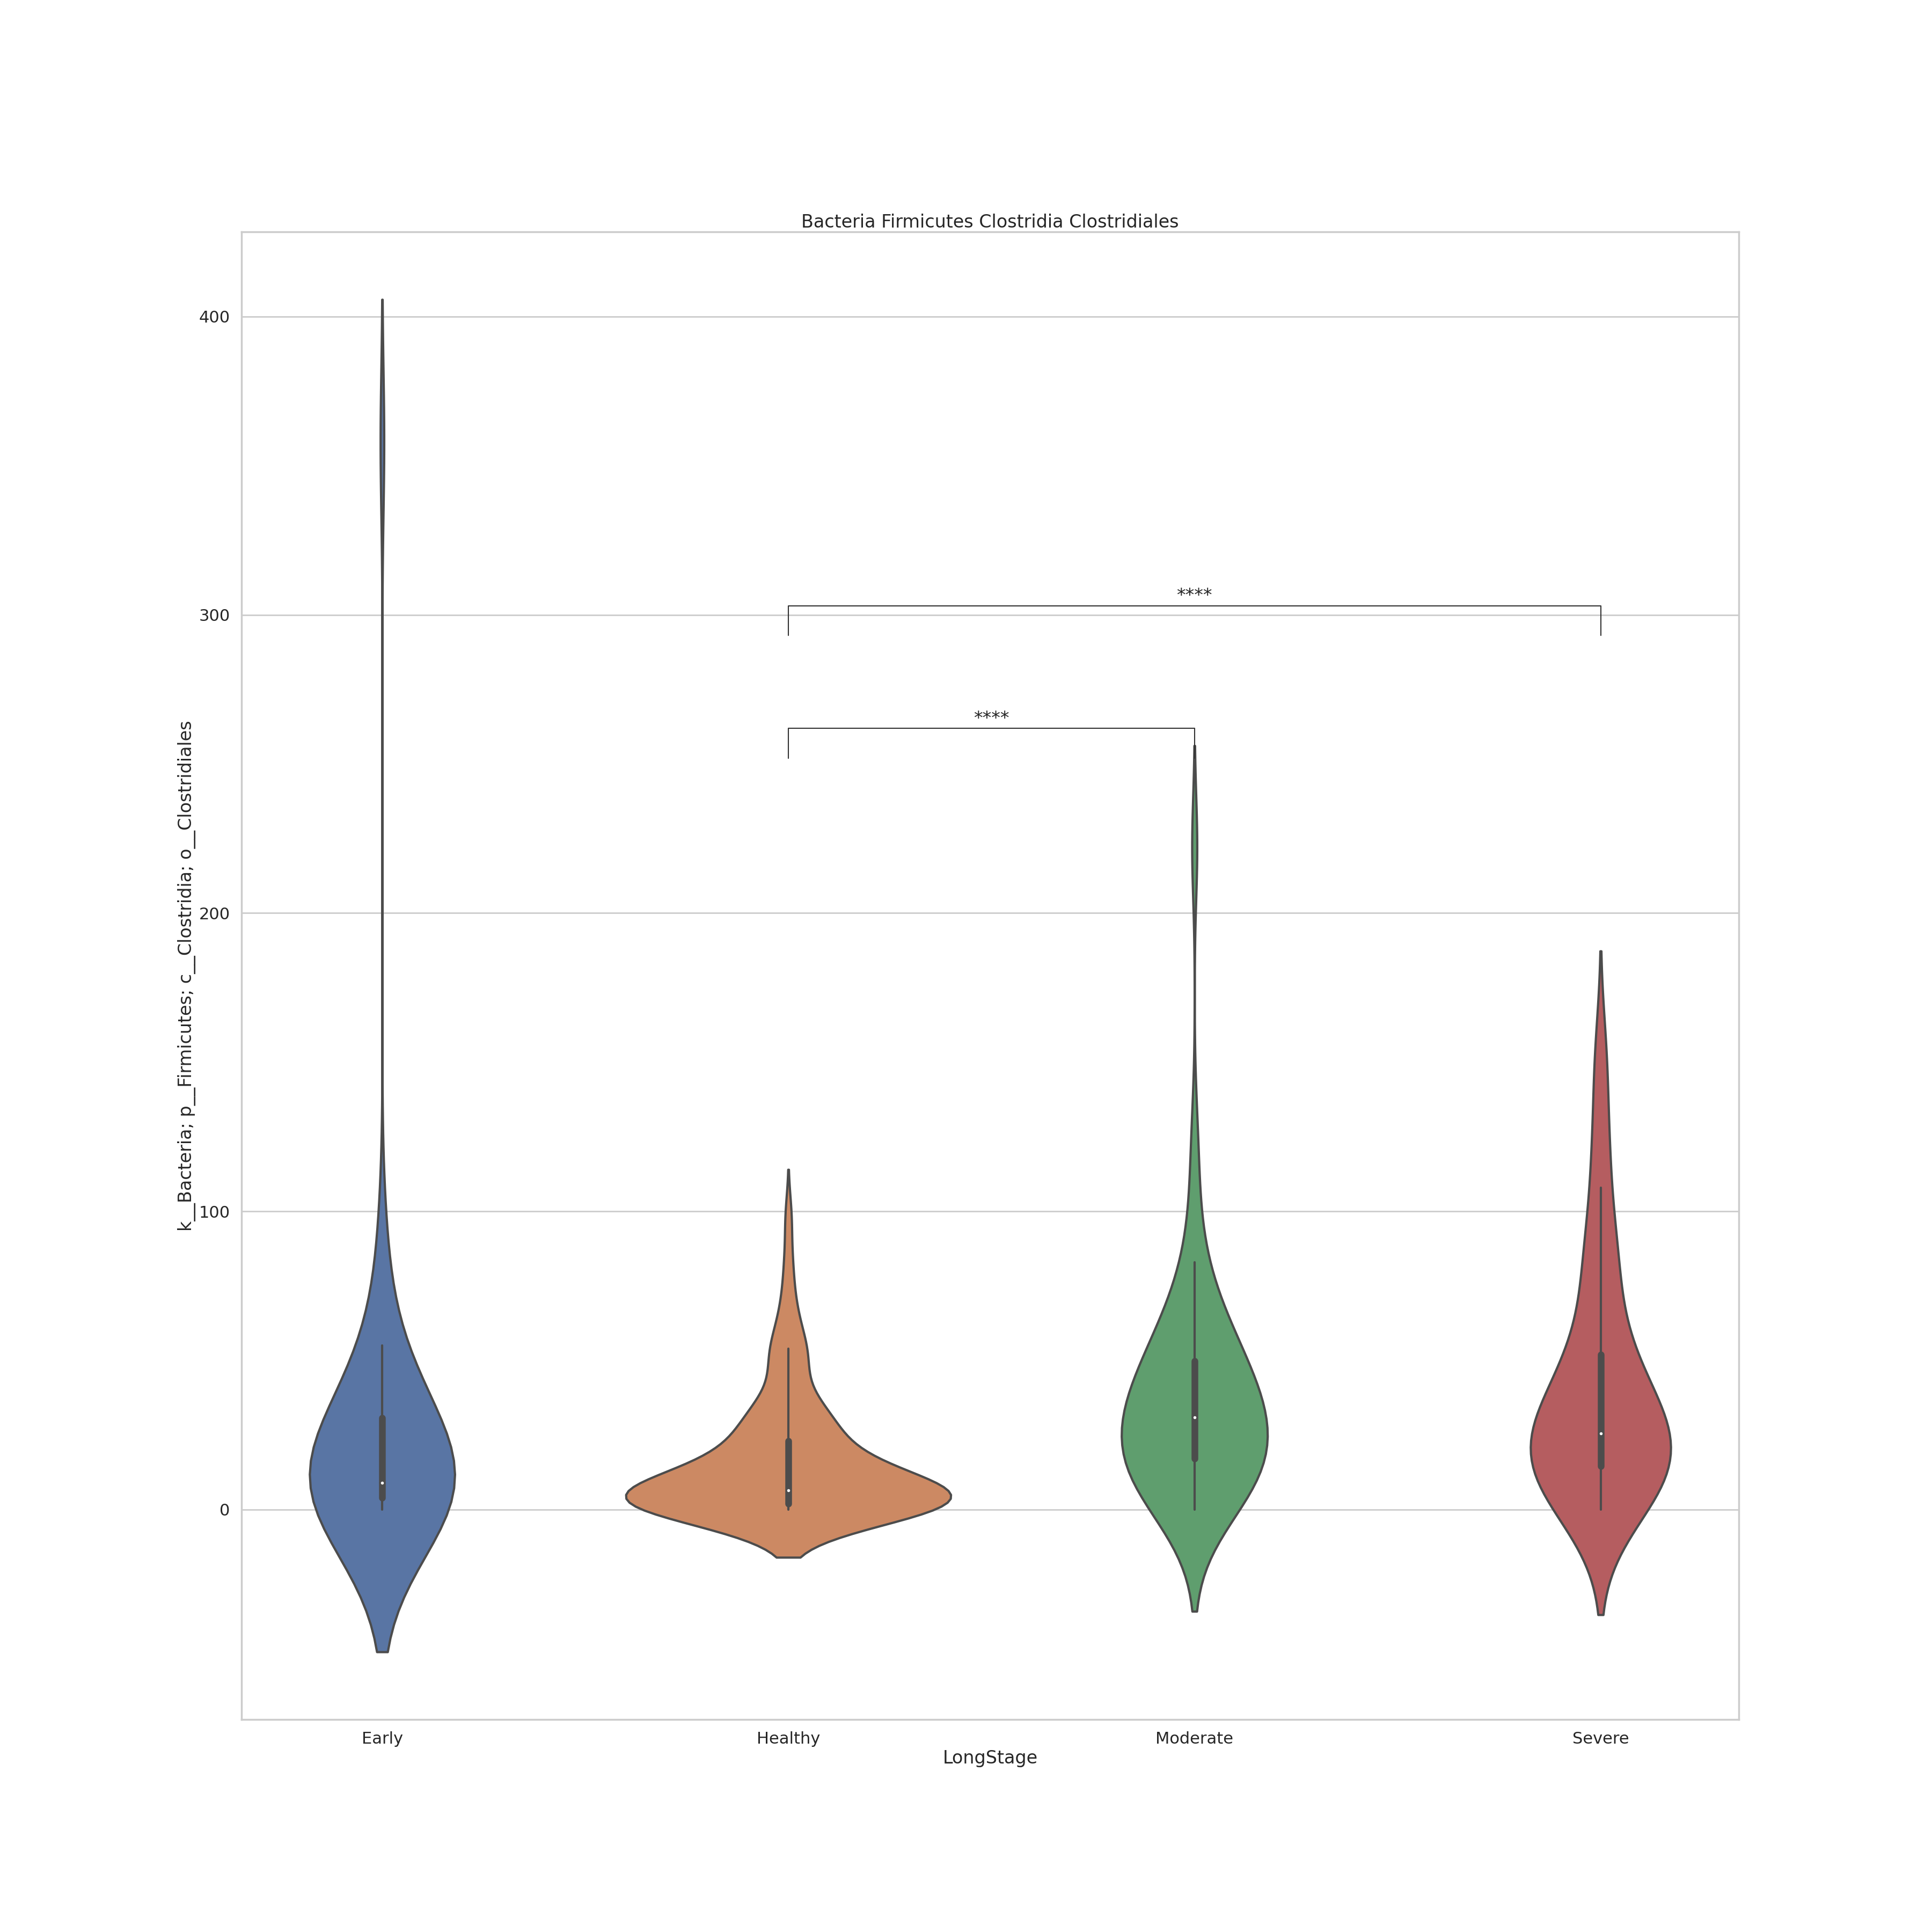 Bacteria Firmicutes Clostridia Clostridiales
k__Bacteria; p__Firmicutes; c__Clostridia; o__Clostridiales
400
300
200
100
0
****
****
Early Healthy Moderate Severe
LongStage